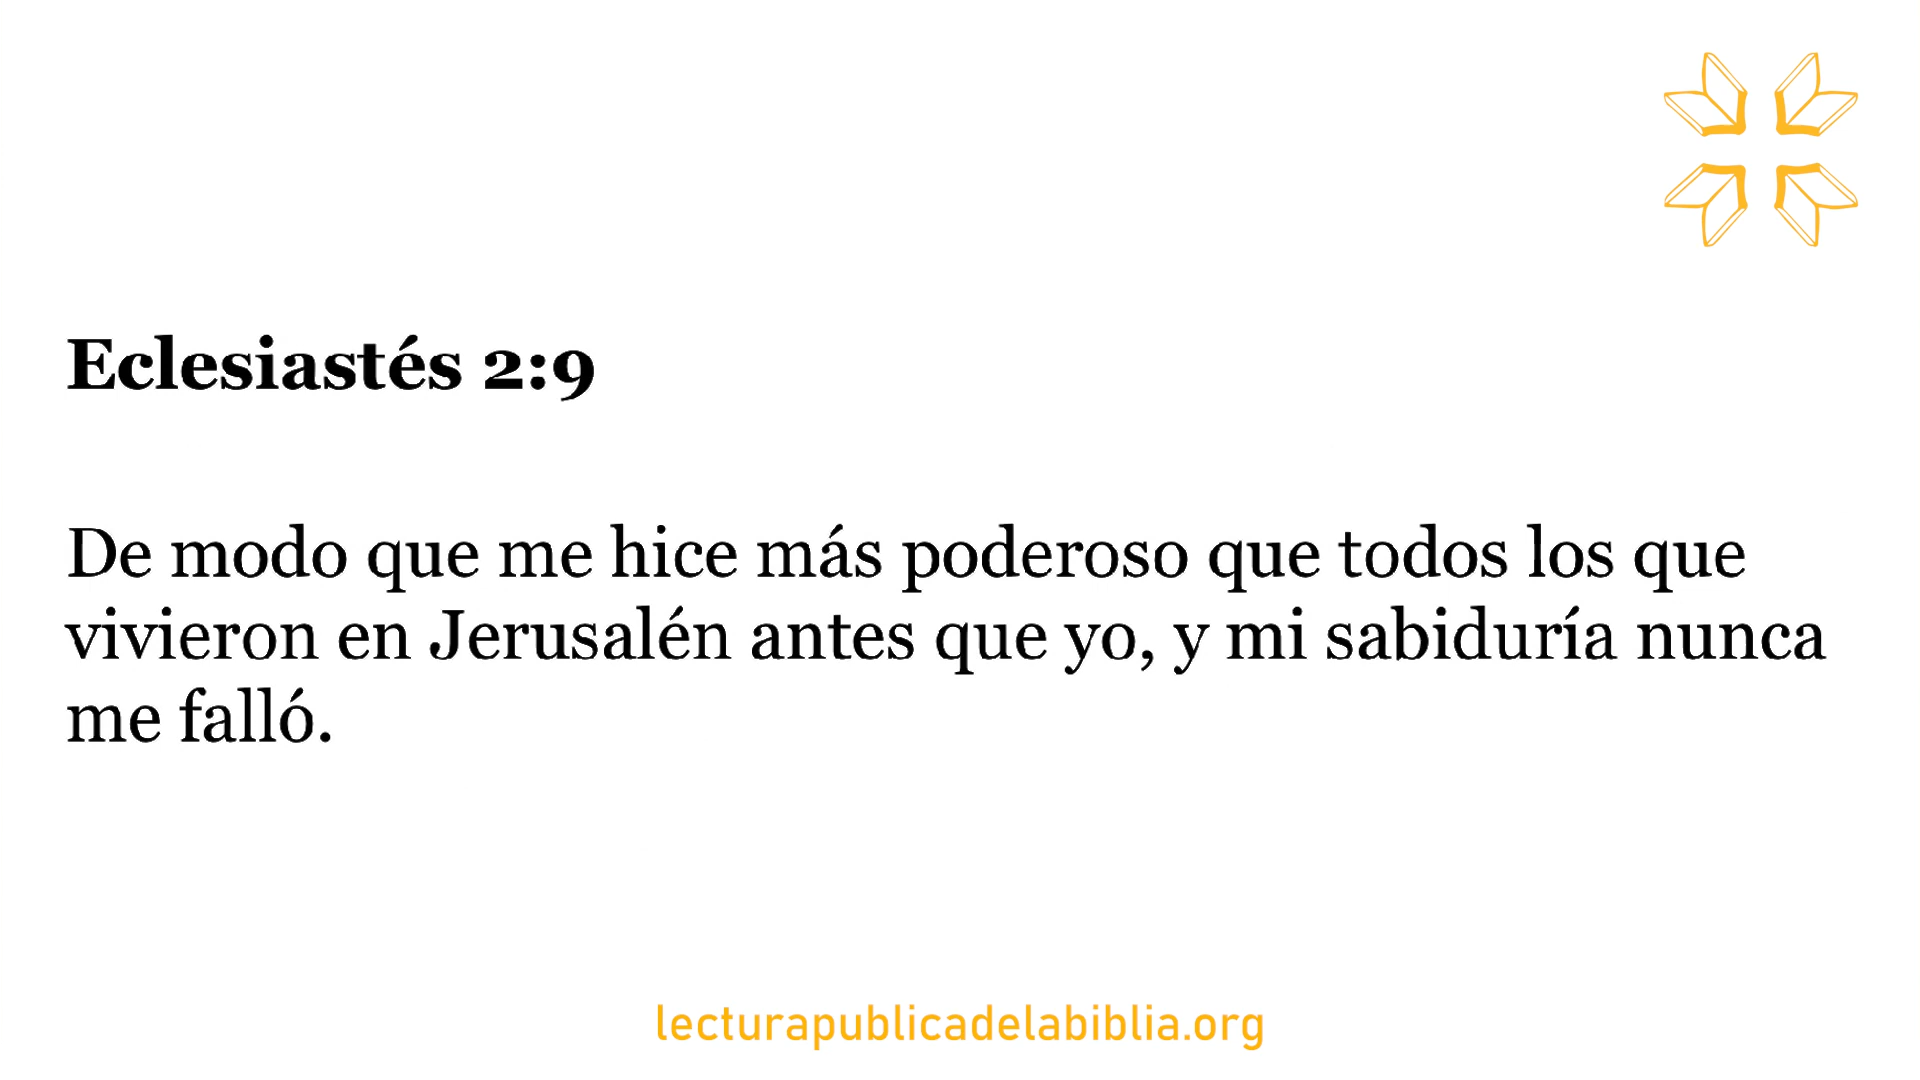 Eclesiastés 2:9
De modo que me hice más poderoso que todos los que
vivieron en Jerusalén antes que yo, y mi sabiduría nunca
me falló.
lecturapublicadelabiblia.org